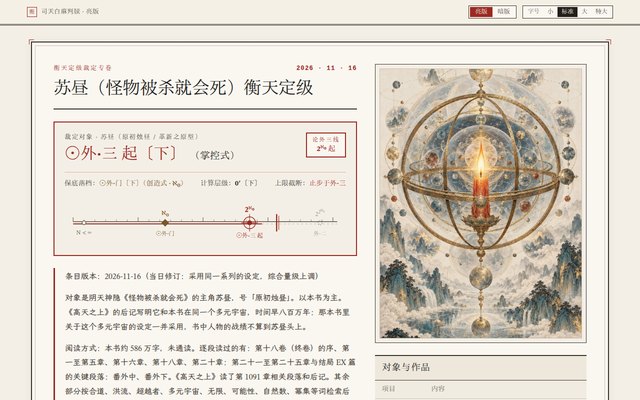 司天白麻判牍 · 亮版
亮版 暗版
字号 小 标准 大 特大
衡天定级裁定专卷
2026 · 11 · 16
苏昼（怪物被杀就会死）衡天定级
裁定对象 · 苏昼（原初烛昼 / 革新之原型）
☉外·三 起〔下〕（掌控式）
论外三线
2^ℵ₀ 起
保底落档：☉外·门〔下〕（创造式 · ℵ₀） 计算层级：0′〔下〕 上限截断：止步于外·三
N < ∞
ℵ₀
☉外·门
2^ℵ₀
☉外·三 起
外·二
条目版本：2026-11-16（当日修订：采用同一系列的设定，综合量级上调）
对象是阴天神隐《怪物被杀就会死》的主角苏昼，号「原初烛昼」。以本书为主。
《高天之上》的后记写明它和本书在同一个多元宇宙，时间早八百万年：那本书里
关于这个多元宇宙的设定一并采用，书中人物的战绩不算到苏昼头上。
阅读方式：本书约 586 万字，未通读。逐段读过的有：第十八卷（终卷）的序、第
一至第五章、第十六章、第十八章、第二十章；第二十一至第二十五章与结局 EX 篇
的关键段落；番外中、番外下。《高天之上》读了第 1091 章相关段落和后记。其余
部分按合道、洪流、超越者、多元宇宙、无限、可能性、自然数、幂集等词检索后
对象与作品
项目 内容